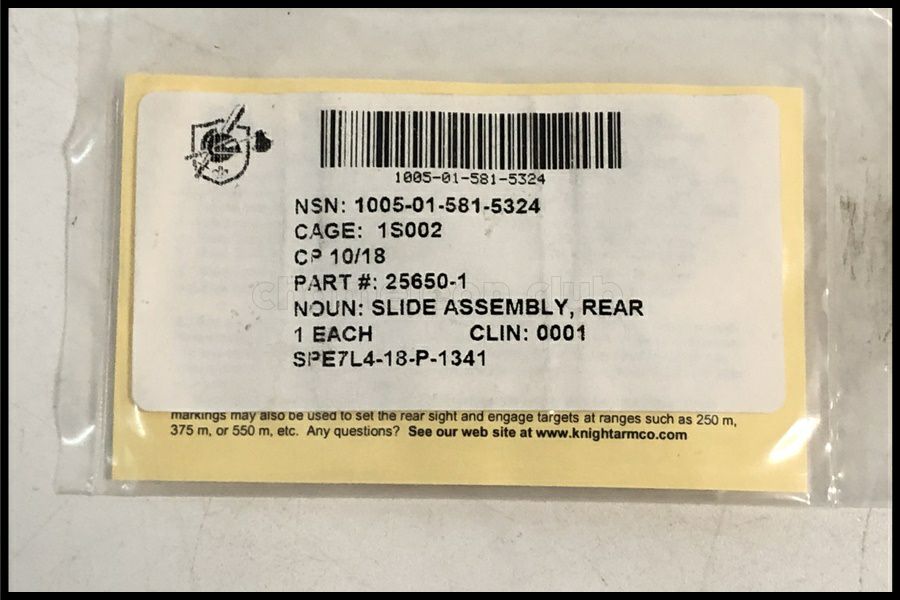 1005-01-581-5324
NSN: 1005-01-581-5324
CAGE: 1S002
CP 10/18
PART #: 25650-1
NOUN: SLIDE ASSEMBLY, REAR
1 EACH CLIN: 0001
SPE7L4-18-P-1341
markings may also be used to set the rear sight and engage targets at ranges such as 250 m,
375 m, or 550 m, etc. Any questions? See our web site at www.knightarmco.com